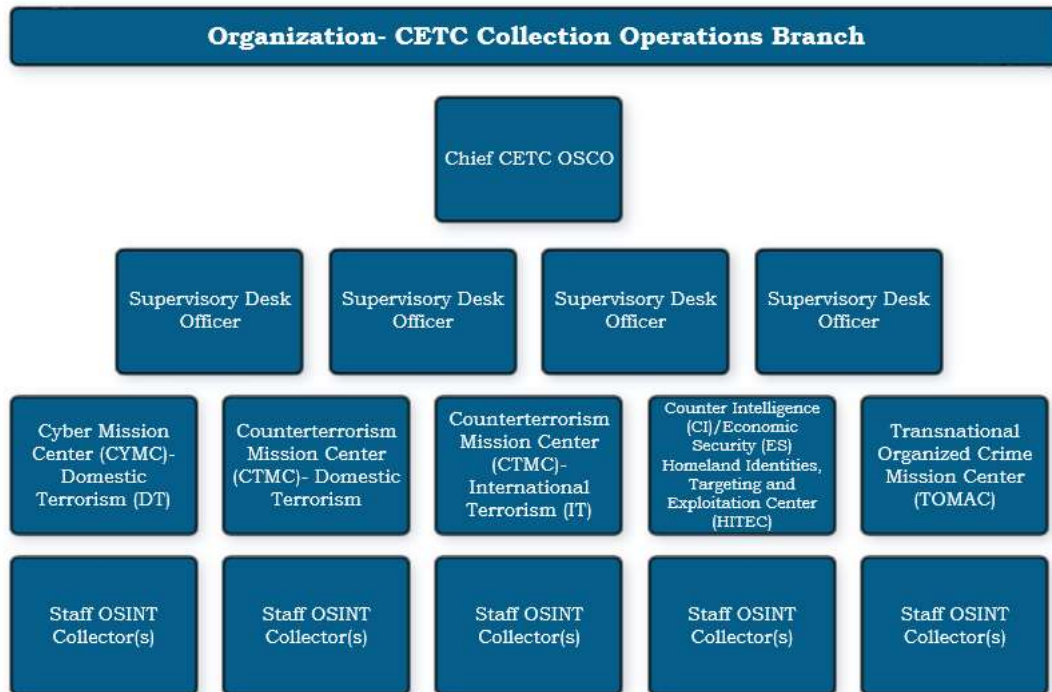 Organization- CETC Collection Operations Branch
Chief CETC OSCO
Supervisory Desk
Officer
Supervisory Desk
Officer
Supervisory Desk
Officer
Supervisory Desk
Officer
Cyber Mission
Center (CYMC)-
Domestic
Terrorism (DT)
Counterterrorism
Mission Center
(CTMC)- Domestic
Terrorism
Counterterrorism
Mission Center
(CTMC)-
International
Terrorism (IT)
Counter Intelligence
(CI)/Economic
Security (ES)
Homeland Identities,
Targeting and
Exploitation Center
(HITEC)
Transnational
Organized Crime
Mission Center
(TOMAC)
Staff OSINT
Collector(s)
Staff OSINT
Collector(s)
Staff OSINT
Collector(s)
Staff OSINT
Collector(s)
Staff OSINT
Collector(s)